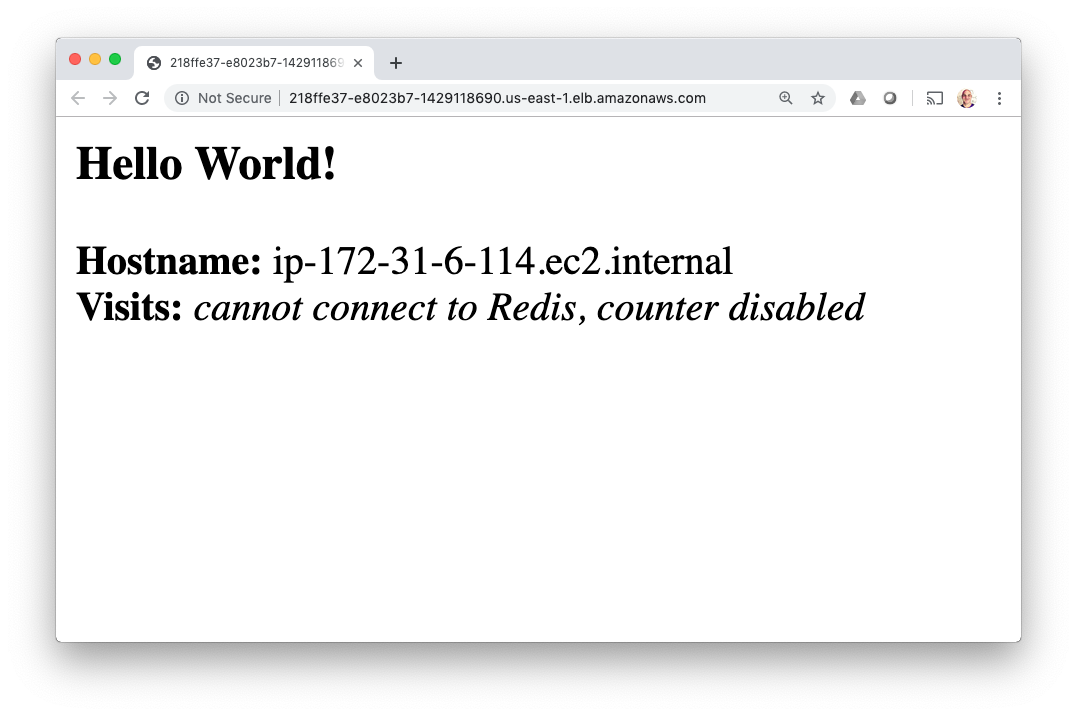 218ffe37-e8023b7-142911869
Not Secure 218ffe37-e8023b7-1429118690.us-east-1.elb.amazonaws.com
Hello World!
Hostname: ip-172-31-6-114.ec2.internal
Visits: cannot connect to Redis, counter disabled